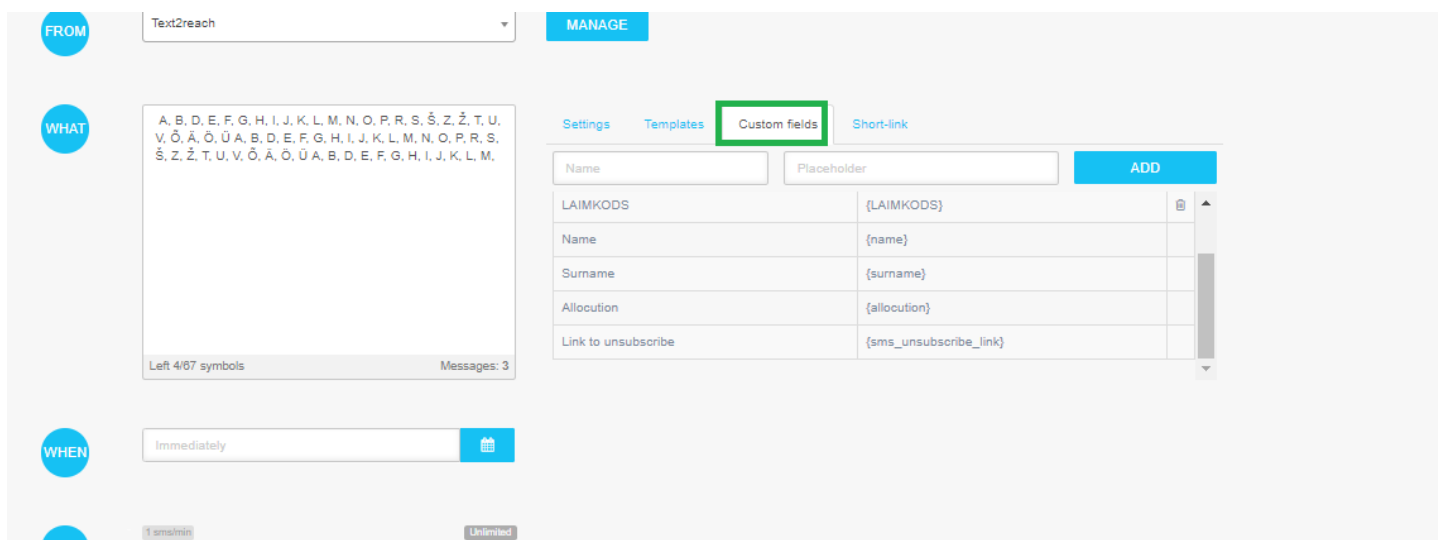 FROM
Text2reach
MANAGE
WHAT
A, B, D, E, F, G, H, I, J, K, L, M, N, O, P, R, S, Š, Z, Ž, T, U,
V, Õ, Ä, Ö, Ü A, B, D, E, F, G, H, I, J, K, L, M, N, O, P, R, S,
Š, Z, Ž, T, U, V, Õ, Ä, Ö, Ü A, B, D, E, F, G, H, I, J, K, L, M,
Left 4/67 symbols Messages: 3
Settings Templates Custom fields Short-link
Name Placeholder ADD
LAIMKODS {LAIMKODS}
Name {name}
Surname {surname}
Allocution {allocution}
Link to unsubscribe {sms_unsubscribe_link}
WHEN
Immediately
1 sms/min Unlimited